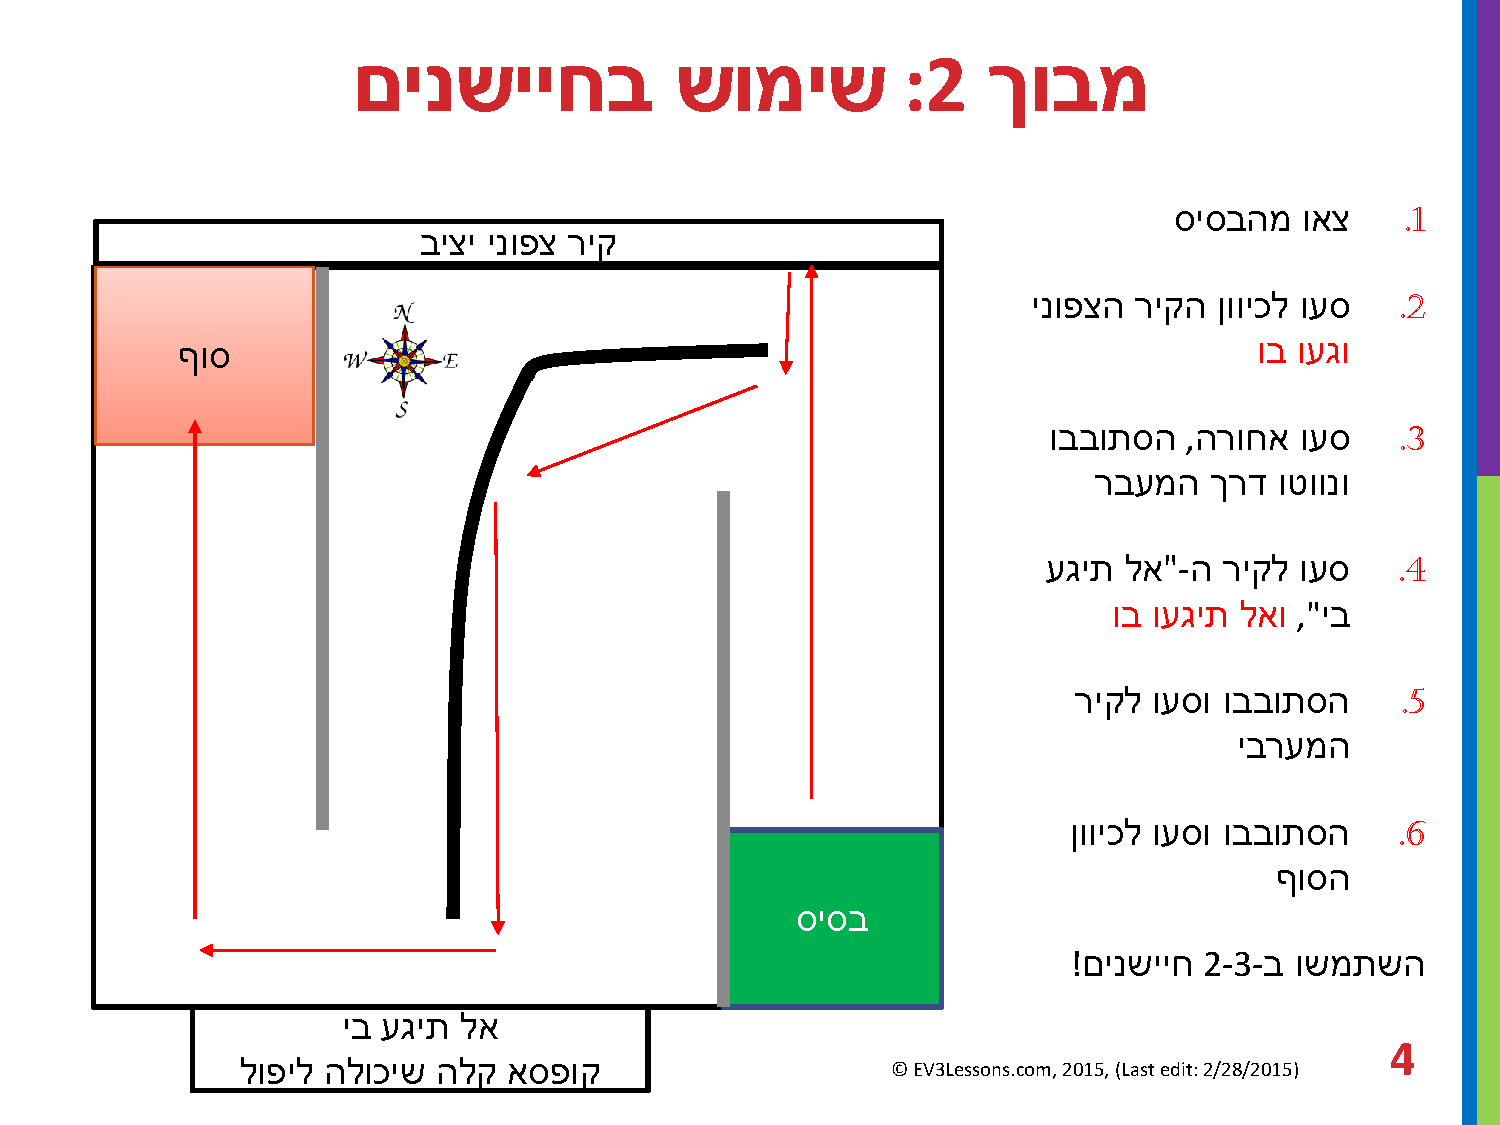 מבוך 2: שימוש בחיישנים
1. צאו מהבסיס
2. סעו לכיוון הקיר הצפוני
וגעו בו
3. סעו אחורה, הסתובבו
ונווטו דרך המעבר
4. סעו לקיר ה-"אל תיגע
בי", ואל תיגעו בו
5. הסתובבו וסעו לקיר
המערבי
6. הסתובבו וסעו לכיוון
הסוף
השתמשו ב-2-3 חיישנים!
קיר צפוני יציב
סוף
N
W E
S
בסיס
אל תיגע בי
קופסא קלה שיכולה ליפול
© EV3Lessons.com, 2015, (Last edit: 2/28/2015)
4